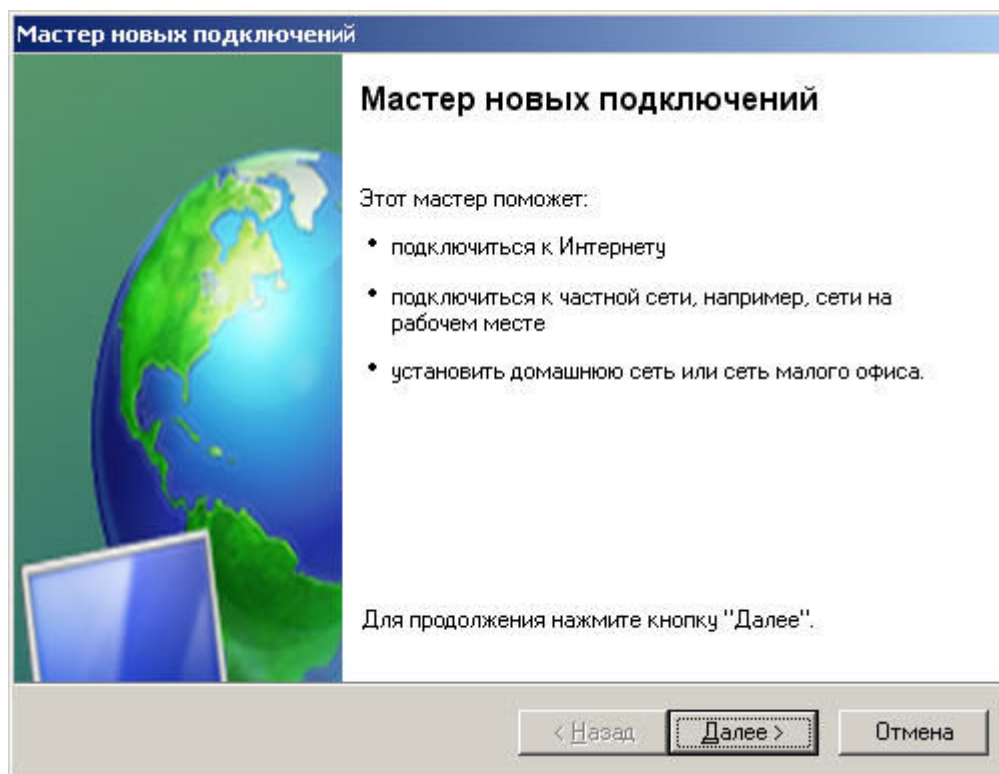 Мастер новых подключений
Мастер новых подключений
Этот мастер поможет:
• подключиться к Интернету
• подключиться к частной сети, например, сети на
рабочем месте
• установить домашнюю сеть или сеть малого офиса.
Для продолжения нажмите кнопку "Далее".
< Назад Далее > Отмена